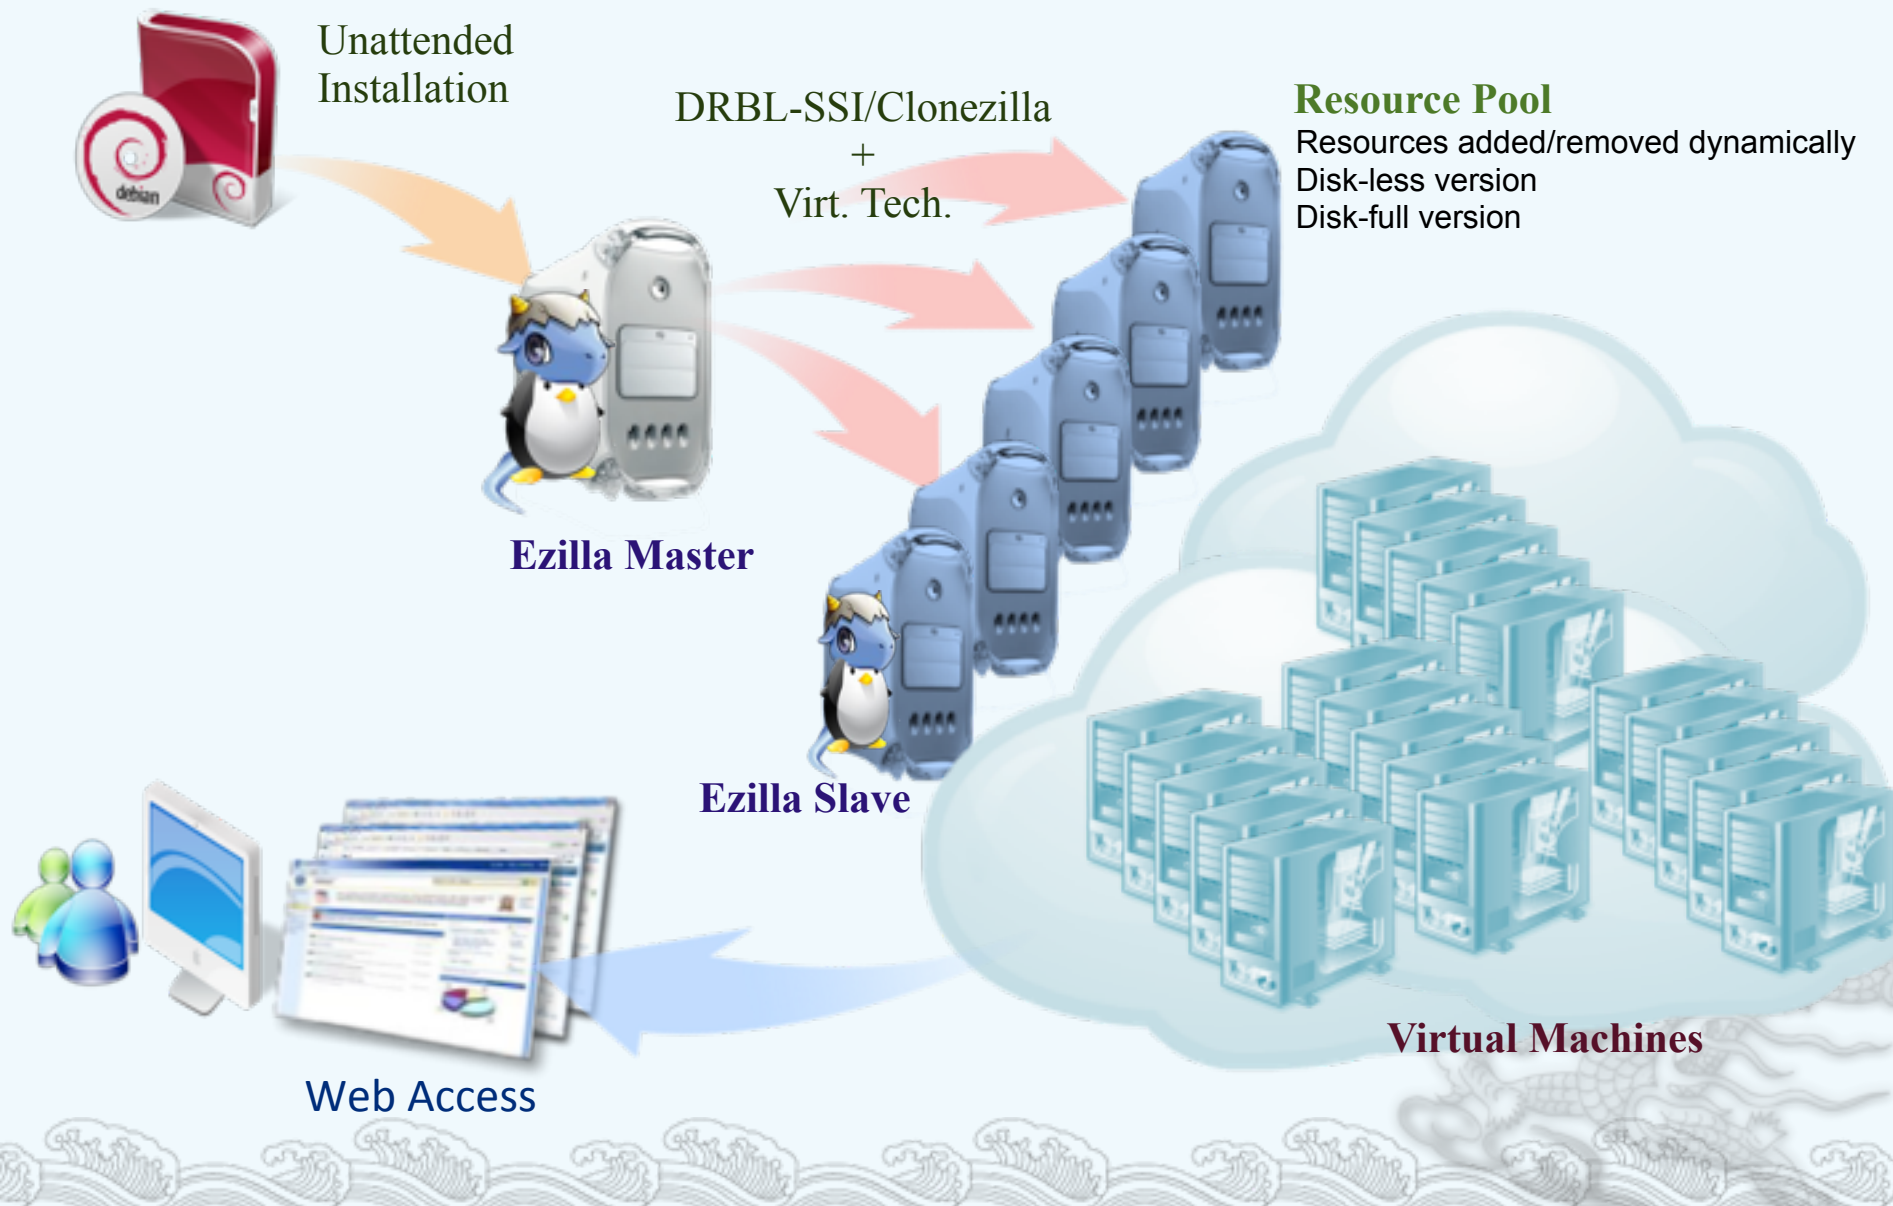 Unattended
Installation
debian
DRBL-SSI/Clonezilla
+
Virt. Tech.
Resource Pool
Resources added/removed dynamically
Disk-less version
Disk-full version
Ezilla Master
Ezilla Slave
Virtual Machines
Web Access